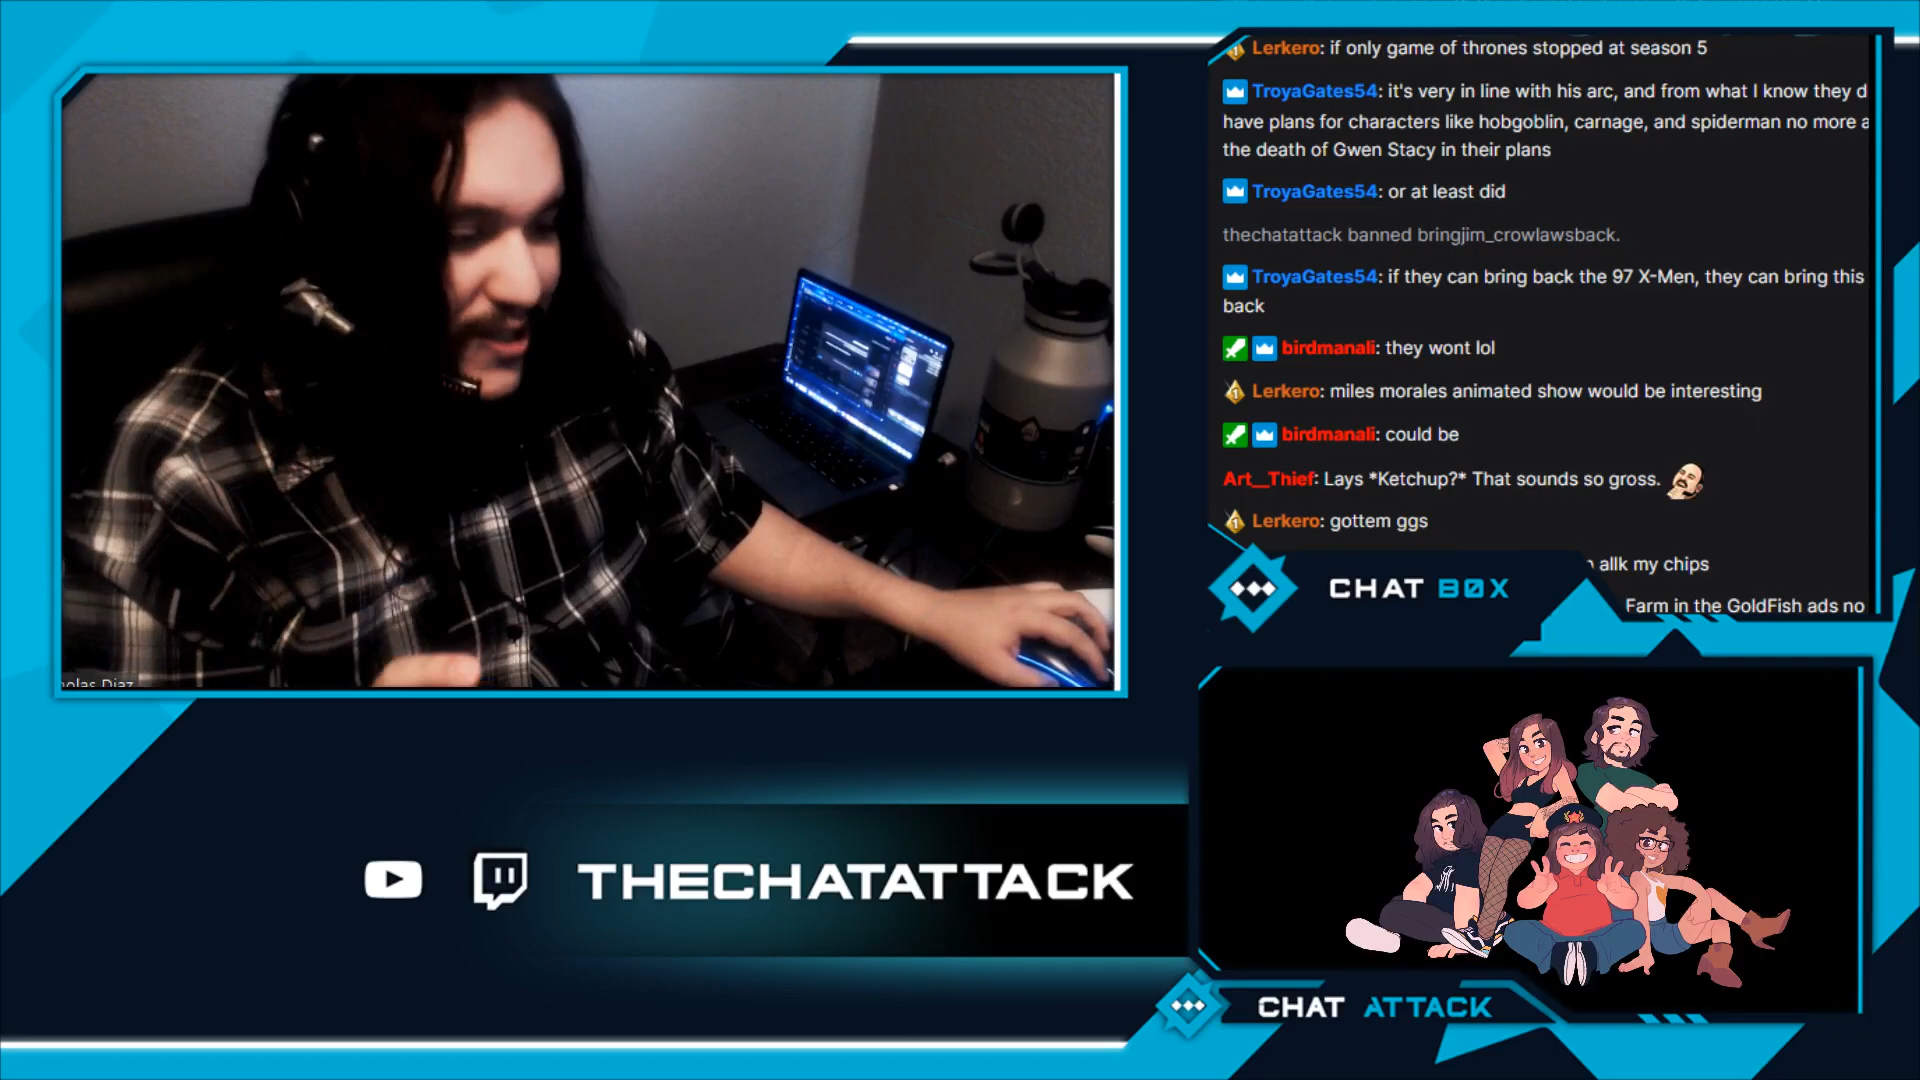 Lerkero: if only game of thrones stopped at season 5
TroyaGates54: it's very in line with his arc, and from what I know they d
have plans for characters like hobgoblin, carnage, and spiderman no more a
the death of Gwen Stacy in their plans
TroyaGates54: or at least did
thechatattack banned bringjim_crowlawsback.
TroyaGates54: if they can bring back the 97 X-Men, they can bring this
back
birdmanali: they wont lol
Lerkero: miles morales animated show would be interesting
birdmanali: could be
Art__Thief: Lays *Ketchup?* That sounds so gross.
Lerkero: gottem ggs
allk my chips
Farm in the GoldFish ads no
CHAT BOX
olas Diaz
THECHATATTACK
CHAT ATTACK